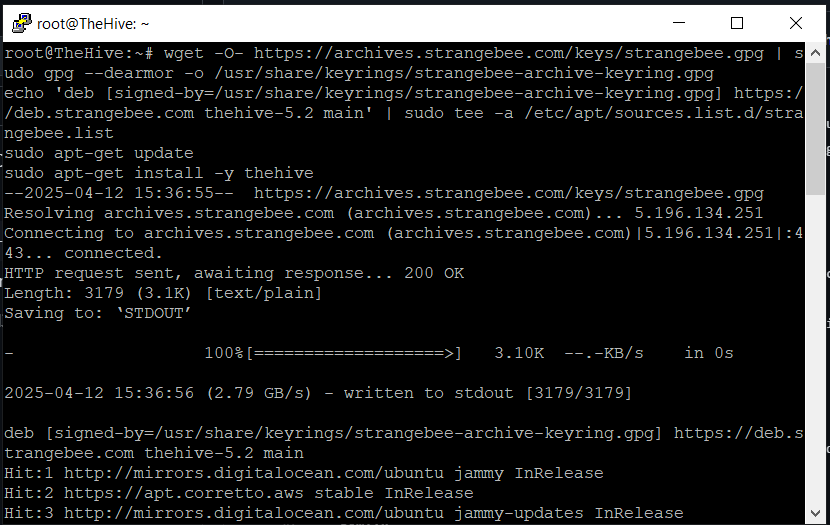 root@TheHive: ~
root@TheHive:~# wget -O- https://archives.strangebee.com/keys/strangebee.gpg | s
udo gpg --dearmor -o /usr/share/keyrings/strangebee-archive-keyring.gpg
echo 'deb [signed-by=/usr/share/keyrings/strangebee-archive-keyring.gpg] https:/
/deb.strangebee.com thehive-5.2 main' | sudo tee -a /etc/apt/sources.list.d/stra
ngebee.list
sudo apt-get update
sudo apt-get install -y thehive
--2025-04-12 15:36:55--  https://archives.strangebee.com/keys/strangebee.gpg
Resolving archives.strangebee.com (archives.strangebee.com)... 5.196.134.251
Connecting to archives.strangebee.com (archives.strangebee.com)|5.196.134.251|:4
43... connected.
HTTP request sent, awaiting response... 200 OK
Length: 3179 (3.1K) [text/plain]
Saving to: ‘STDOUT’
-                   100%[===================>]   3.10K  --.-KB/s    in 0s
2025-04-12 15:36:56 (2.79 GB/s) - written to stdout [3179/3179]
deb [signed-by=/usr/share/keyrings/strangebee-archive-keyring.gpg] https://deb.s
trangebee.com thehive-5.2 main
Hit:1 http://mirrors.digitalocean.com/ubuntu jammy InRelease
Hit:2 https://apt.corretto.aws stable InRelease
Hit:3 http://mirrors.digitalocean.com/ubuntu jammy-updates InRelease